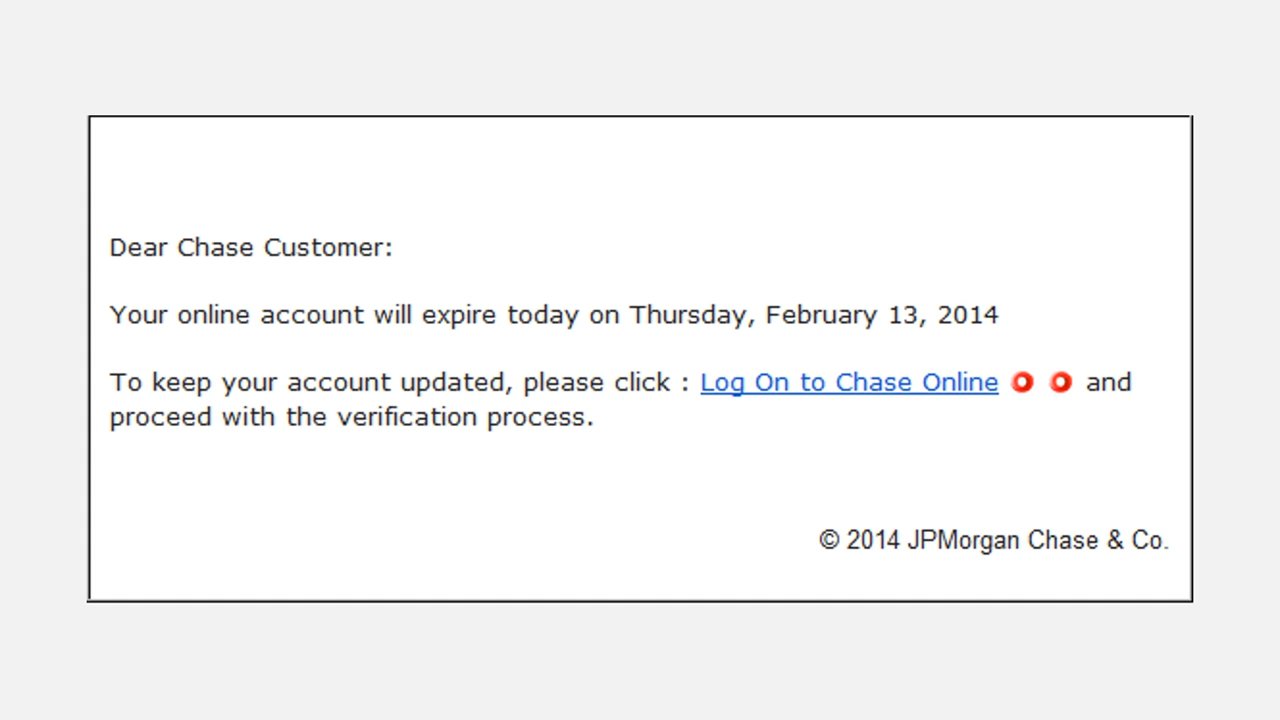 Dear Chase Customer:
Your online account will expire today on Thursday, February 13, 2014
To keep your account updated, please click : Log On to Chase Online and
proceed with the verification process.
© 2014 JPMorgan Chase & Co.